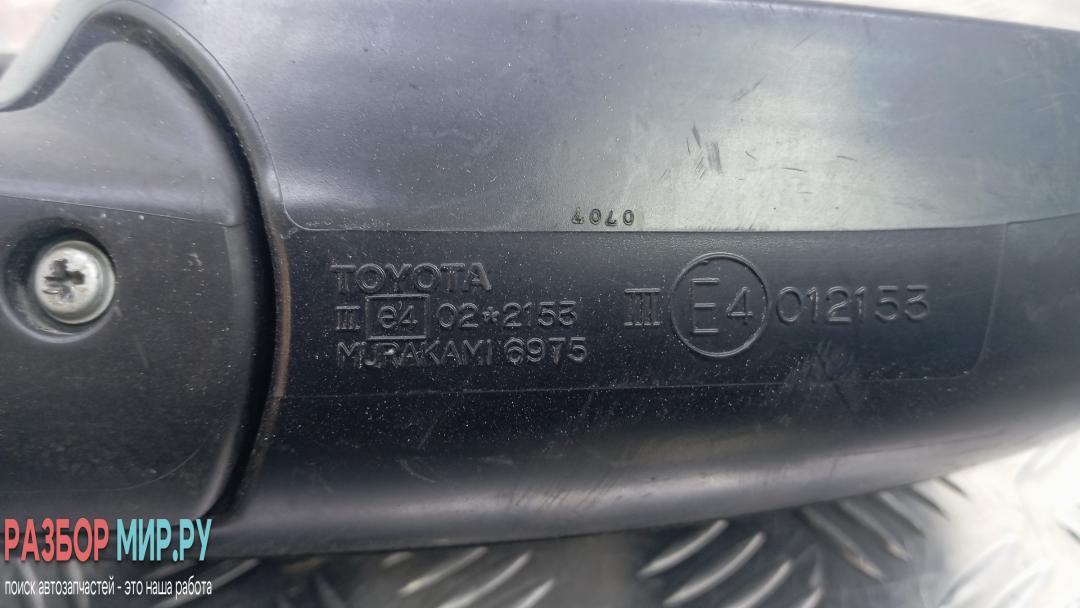 0707
TOYOTA
III e4 02*2153
MURAKAMI 6975
III E4 012153
РАЗБОР МИР.РУ
поиск автозапчастей - это наша работа